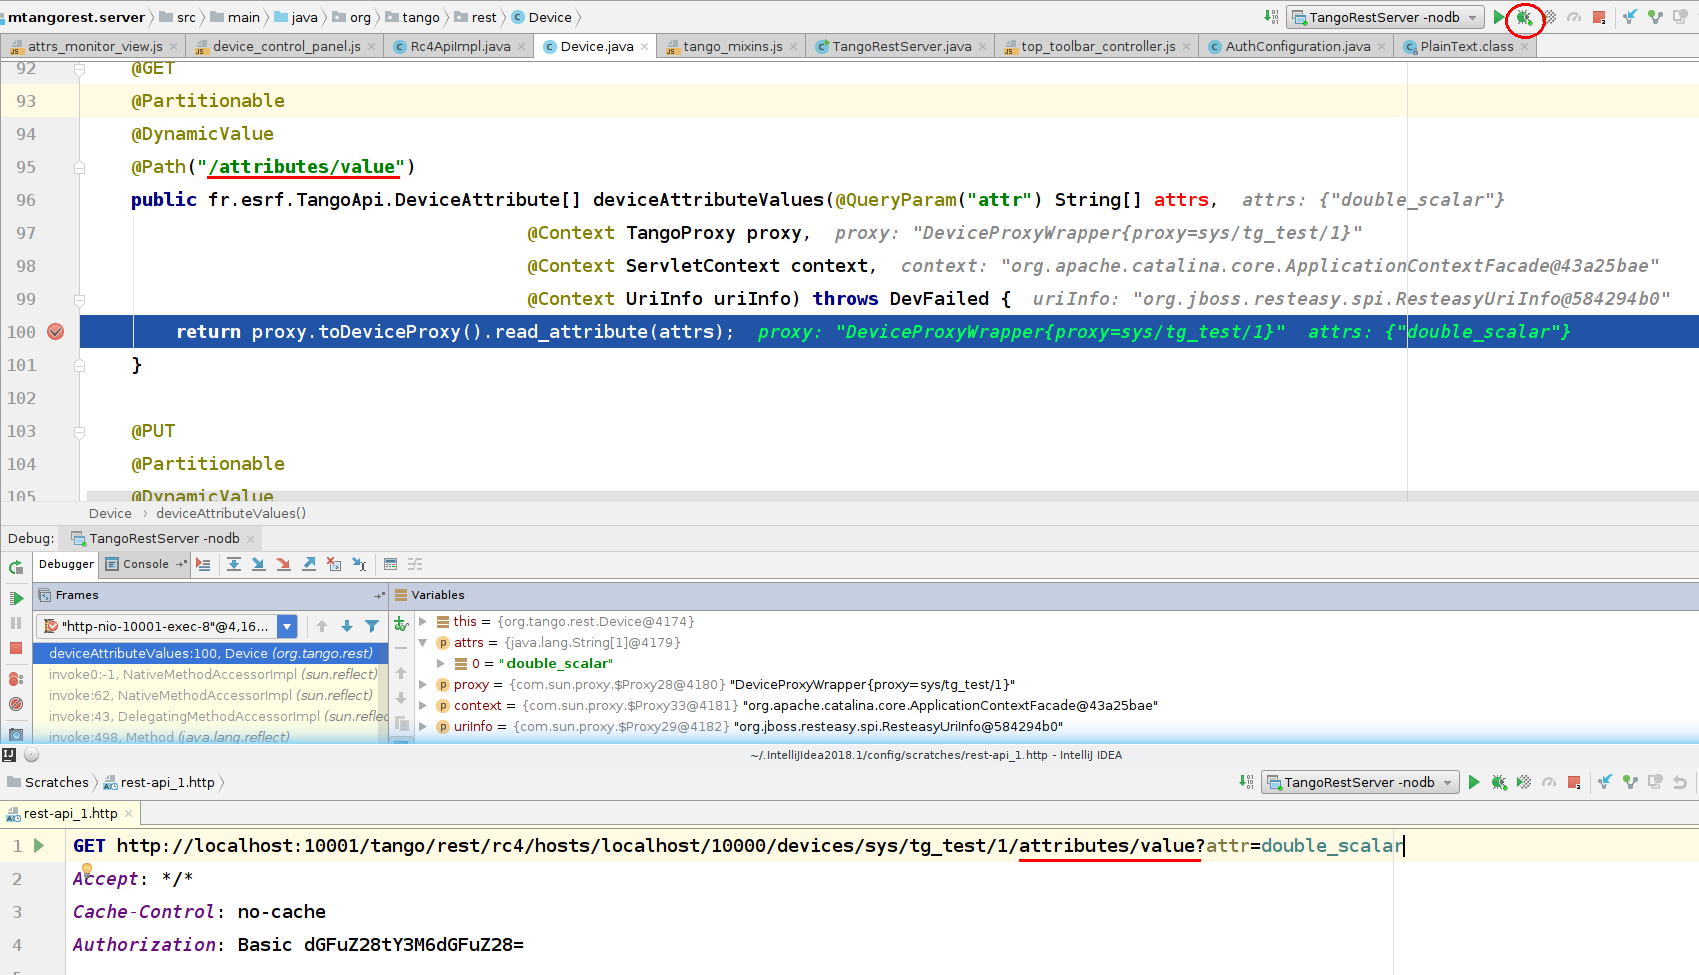 mtangorest.server src main java org tango rest Device TangoRestServer -nodb
attrs_monitor_view.js device_control_panel.js Rc4ApiImpl.java Device.java tango_mixins.js TangoRestServer.java top_toolbar_controller.js AuthConfiguration.java PlainText.class
92 @GET
93 @Partitionable
94 @DynamicValue
95 @Path("/attributes/value")
96 public fr.esrf.TangoApi.DeviceAttribute[] deviceAttributeValues(@QueryParam("attr") String[] attrs, attrs: {"double_scalar"}
97 @Context TangoProxy proxy, proxy: "DeviceProxyWrapper{proxy=sys/tg_test/1}"
98 @Context ServletContext context, context: "org.apache.catalina.core.ApplicationContextFacade@43a25bae"
99 @Context UriInfo uriInfo) throws DevFailed { uriInfo: "org.jboss.resteasy.spi.ResteasyUriInfo@584294b0"
100 return proxy.toDeviceProxy().read_attribute(attrs); proxy: "DeviceProxyWrapper{proxy=sys/tg_test/1}" attrs: {"double_scalar"}
101 }
102
103 @PUT
104 @Partitionable
105 @DynamicValue
Device deviceAttributeValues()
Debug: TangoRestServer -nodb
Debugger Console
Frames Variables
"http-nio-10001-exec-8"@4,16... this = {org.tango.rest.Device@4174}
attrs = {java.lang.String[1]@4179}
deviceAttributeValues:100, Device (org.tango.rest) 0 = "double_scalar"
invoke0:-1, NativeMethodAccessorImpl (sun.reflect) proxy = {com.sun.proxy.$Proxy28@4180} "DeviceProxyWrapper{proxy=sys/tg_test/1}"
invoke:62, NativeMethodAccessorImpl (sun.reflect) context = {com.sun.proxy.$Proxy33@4181} "org.apache.catalina.core.ApplicationContextFacade@43a25bae"
invoke:43, DelegatingMethodAccessorImpl (sun.reflec uriInfo = {com.sun.proxy.$Proxy29@4182} "org.jboss.resteasy.spi.ResteasyUriInfo@584294b0"
invoke:498, Method (java.lang.reflect)
~/.IntelliJIdea2018.1/config/scratches/rest-api_1.http - IntelliJ IDEA
Scratches rest-api_1.http TangoRestServer -nodb
rest-api_1.http
1 GET http://localhost:10001/tango/rest/rc4/hosts/localhost/10000/devices/sys/tg_test/1/attributes/value?attr=double_scalar
2 Accept: */*
3 Cache-Control: no-cache
4 Authorization: Basic dGFuZ28tY3M6dGFuZ28=